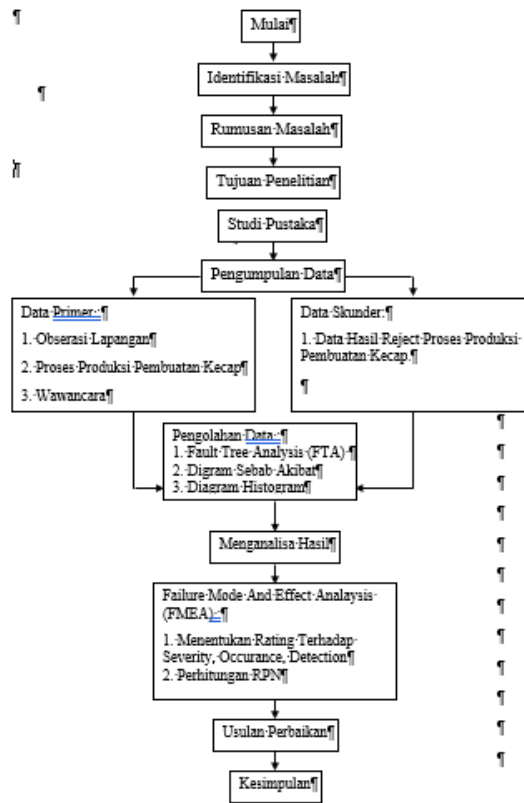 Mulai
Identifikasi Masalah
Rumusan Masalah
Tujuan Penelitian
Studi Pustaka
Pengumpulan Data
Data Primer:
1. Obserasi Lapangan
2. Proses Produksi Pembuatan Kecap
3. Wawancara
Data Skunder:
1. Data Hasil Reject Proses Produksi
Pembuatan Kecap.
Pengolahan Data:
1. Fault Tree Analysis (FTA)
2. Digram Sebab Akibat
3. Diagram Histogram
Menganalisa Hasil
Failure Mode And Effect Analaysis
(FMEA):
1. Menentukan Rating Terhadap
Severity, Occurance, Detection
2. Perhitungan RPN
Usulan Perbaikan
Kesimpulan